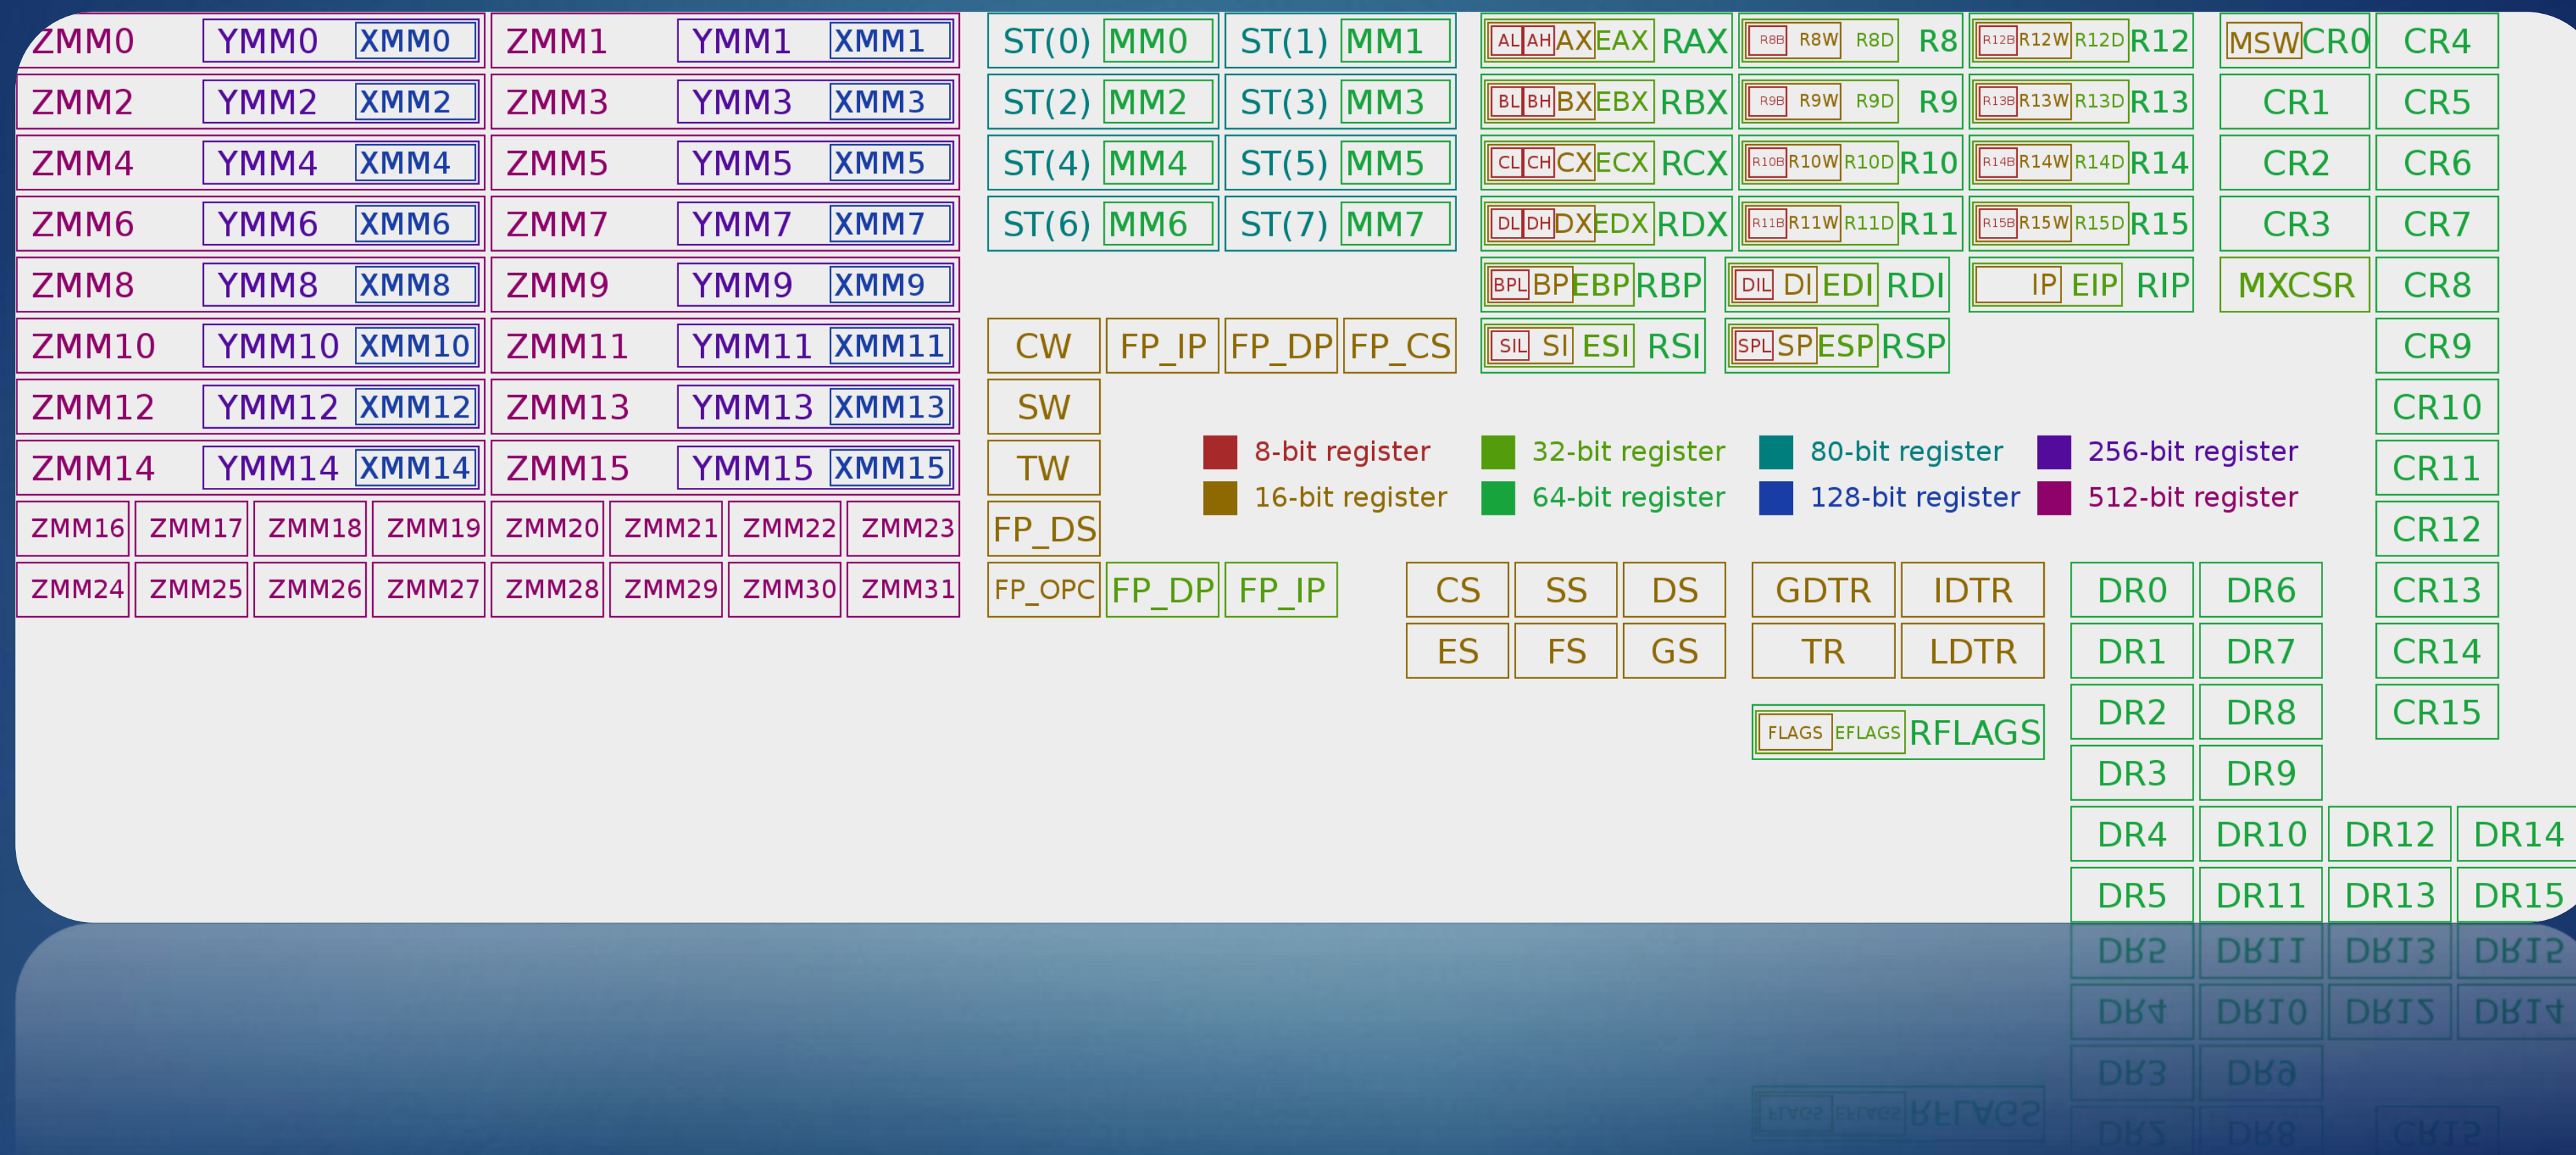 ZMM0 YMM0 XMM0 ZMM1 YMM1 XMM1 ST(0) MM0 ST(1) MM1 AL AH AX EAX RAX R8B R8W R8D R8 R12B R12W R12D R12 MSW CR0 CR4
ZMM2 YMM2 XMM2 ZMM3 YMM3 XMM3 ST(2) MM2 ST(3) MM3 BL BH BX EBX RBX R9B R9W R9D R9 R13B R13W R13D R13 CR1 CR5
ZMM4 YMM4 XMM4 ZMM5 YMM5 XMM5 ST(4) MM4 ST(5) MM5 CL CH CX ECX RCX R10B R10W R10D R10 R14B R14W R14D R14 CR2 CR6
ZMM6 YMM6 XMM6 ZMM7 YMM7 XMM7 ST(6) MM6 ST(7) MM7 DL DH DX EDX RDX R11B R11W R11D R11 R15B R15W R15D R15 CR3 CR7
ZMM8 YMM8 XMM8 ZMM9 YMM9 XMM9 BPL BP EBP RBP DIL DI EDI RDI IP EIP RIP MXCSR CR8
ZMM10 YMM10 XMM10 ZMM11 YMM11 XMM11 CW FP_IP FP_DP FP_CS SIL SI ESI RSI SPL SP ESP RSP CR9
ZMM12 YMM12 XMM12 ZMM13 YMM13 XMM13 SW CR10
ZMM14 YMM14 XMM14 ZMM15 YMM15 XMM15 TW 8-bit register 32-bit register 80-bit register 256-bit register CR11
16-bit register 64-bit register 128-bit register 512-bit register
ZMM16 ZMM17 ZMM18 ZMM19 ZMM20 ZMM21 ZMM22 ZMM23 FP_DS CR12
ZMM24 ZMM25 ZMM26 ZMM27 ZMM28 ZMM29 ZMM30 ZMM31 FP_OPC FP_DP FP_IP CS SS DS GDTR IDTR DR0 DR6 CR13
ES FS GS TR LDTR DR1 DR7 CR14
DR2 DR8 CR15
FLAGS EFLAGS RFLAGS
DR3 DR9
DR4 DR10 DR12 DR14
DR5 DR11 DR13 DR15